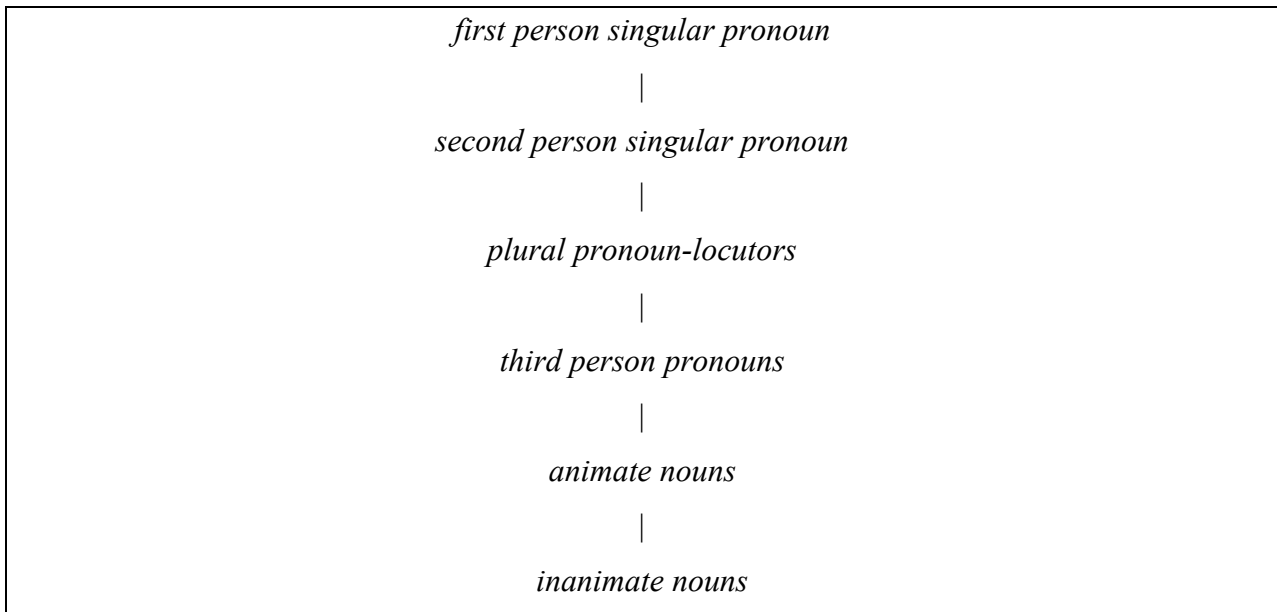 first person singular pronoun
|
second person singular pronoun
|
plural pronoun-locutors
|
third person pronouns
|
animate nouns
|
inanimate nouns